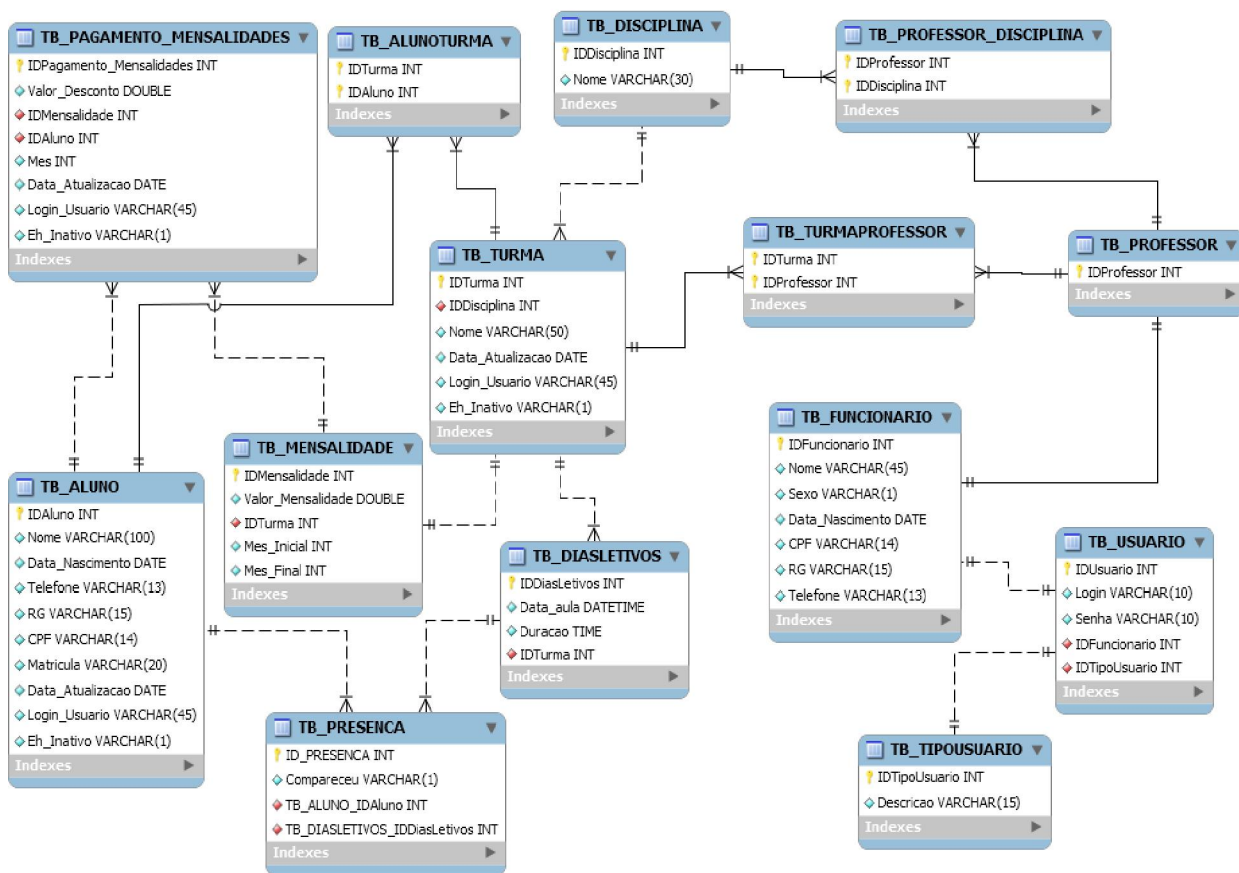 TB_PAGAMENTO_MENSALIDADES
IDPagamento_Mensalidades INT
Valor_Desconto DOUBLE
IDMensalidade INT
IDAluno INT
Mes INT
Data_Atualizacao DATE
Login_Usuario VARCHAR(45)
Eh_Inativo VARCHAR(1)
Indexes
TB_ALUNOTURMA
IDTurma INT
IDAluno INT
Indexes
TB_DISCIPLINA
IDDisciplina INT
Nome VARCHAR(30)
Indexes
TB_PROFESSOR_DISCIPLINA
IDProfessor INT
IDDisciplina INT
Indexes
TB_TURMA
IDTurma INT
IDDisciplina INT
Nome VARCHAR(50)
Data_Atualizacao DATE
Login_Usuario VARCHAR(45)
Eh_Inativo VARCHAR(1)
Indexes
TB_TURMAPROFESSOR
IDTurma INT
IDProfessor INT
Indexes
TB_PROFESSOR
IDProfessor INT
Indexes
TB_ALUNO
IDAluno INT
Nome VARCHAR(100)
Data_Nascimento DATE
Telefone VARCHAR(13)
RG VARCHAR(15)
CPF VARCHAR(14)
Matricula VARCHAR(20)
Data_Atualizacao DATE
Login_Usuario VARCHAR(45)
Eh_Inativo VARCHAR(1)
Indexes
TB_MENSALIDADE
IDMensalidade INT
Valor_Mensalidade DOUBLE
IDTurma INT
Mes_Inicial INT
Mes_Final INT
Indexes
TB_DIASLETIVOS
IDDiasLetivos INT
Data_aula DATETIME
Duracao TIME
IDTurma INT
Indexes
TB_FUNCIONARIO
IDFuncionario INT
Nome VARCHAR(45)
Sexo VARCHAR(1)
Data_Nascimento DATE
CPF VARCHAR(14)
RG VARCHAR(15)
Telefone VARCHAR(13)
Indexes
TB_USUARIO
IDUsuario INT
Login VARCHAR(10)
Senha VARCHAR(10)
IDFuncionario INT
IDTipoUsuario INT
Indexes
TB_PRESENCA
ID_PRESENCA INT
Compareceu VARCHAR(1)
TB_ALUNO_IDAluno INT
TB_DIASLETIVOS_IDDiasLetivos INT
Indexes
TB_TIPOUSUARIO
IDTipoUsuario INT
Descricao VARCHAR(15)
Indexes